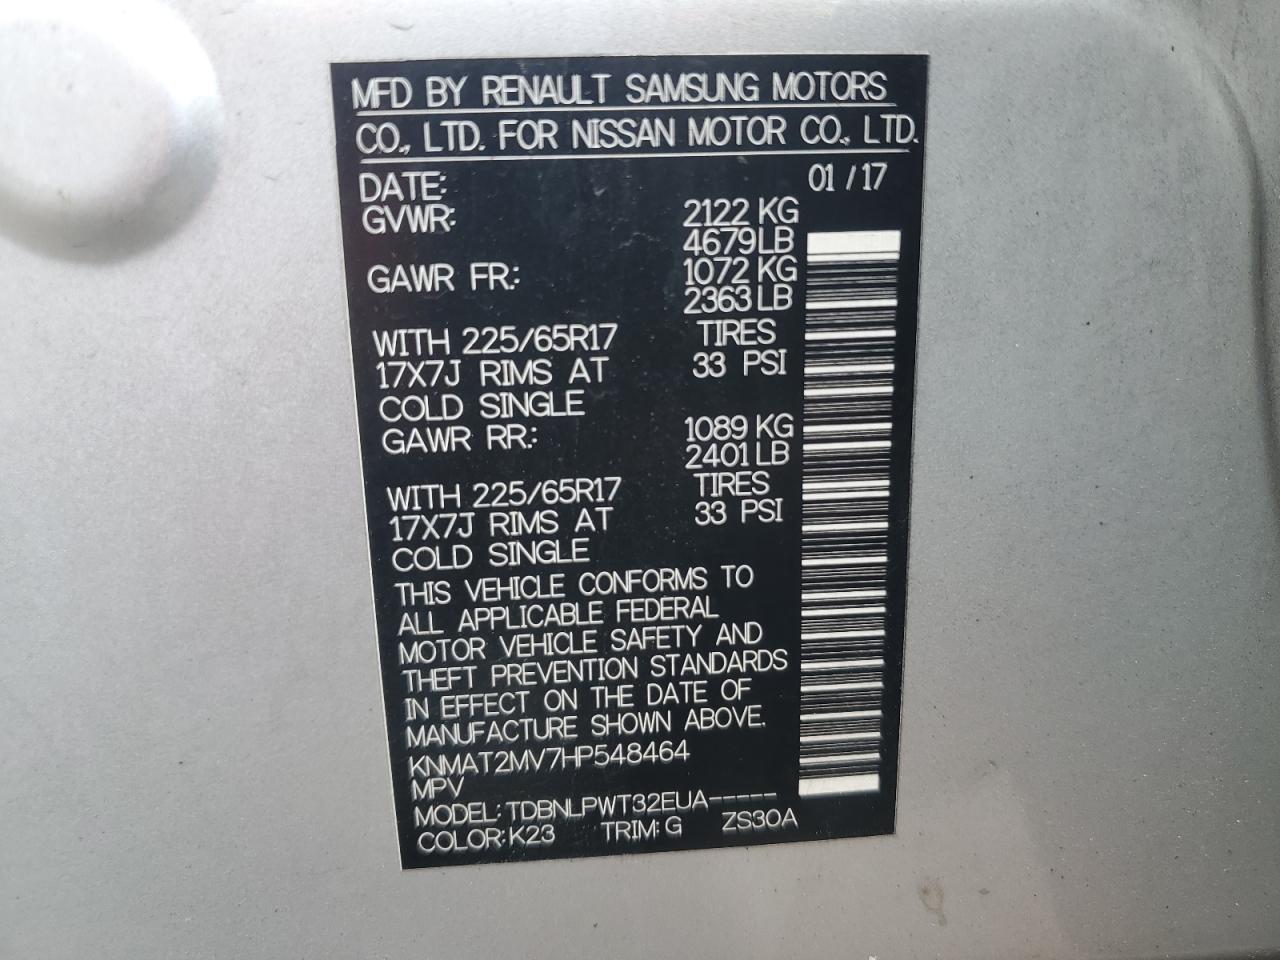 MFD BY RENAULT SAMSUNG MOTORS
CO., LTD. FOR NISSAN MOTOR CO., LTD.
DATE: 01 / 17
GVWR: 2122 KG
4679 LB
GAWR FR.: 1072 KG
2363 LB
WITH 225/65R17 TIRES
17X7J RIMS AT 33 PSI
COLD SINGLE
GAWR RR.: 1089 KG
2401 LB
WITH 225/65R17 TIRES
17X7J RIMS AT 33 PSI
COLD SINGLE
THIS VEHICLE CONFORMS TO
ALL APPLICABLE FEDERAL
MOTOR VEHICLE SAFETY AND
THEFT PREVENTION STANDARDS
IN EFFECT ON THE DATE OF
MANUFACTURE SHOWN ABOVE.
KNMAT2MV7HP548464
MPV
MODEL: TDBNLPWT32EUA-----
COLOR: K23 TRIM: G ZS30A